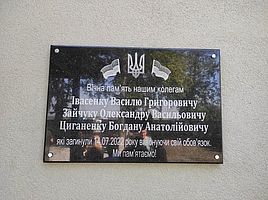 Вічна пам'ять нашим колегам
Івасенку Василю Григоровичу
Зайчуку Олександру Васильовичу
Циганенку Богдану Анатолійовичу
які загинули 14.07.2022 року виконуючи свій обов'язок.
Ми пам'ятаємо!